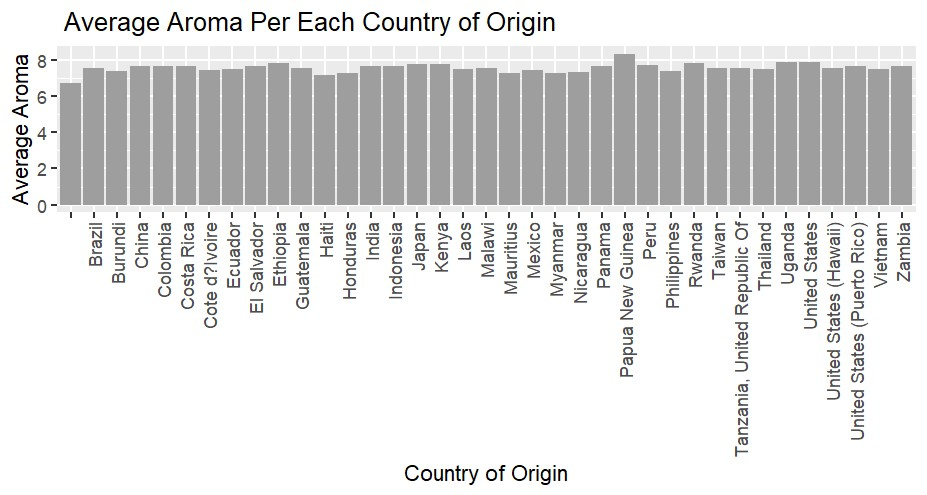 Average Aroma Per Each Country of Origin
Average Aroma
8
6
4
2
0
Brazil
Burundi
China
Colombia
Costa Rica
Cote d?Ivoire
Ecuador
El Salvador
Ethiopia
Guatemala
Haiti
Honduras
India
Indonesia
Japan
Kenya
Laos
Malawi
Mauritius
Mexico
Myanmar
Nicaragua
Panama
Papua New Guinea
Peru
Philippines
Rwanda
Taiwan
Tanzania, United Republic Of
Thailand
Uganda
United States
United States (Hawaii)
United States (Puerto Rico)
Vietnam
Zambia
Country of Origin